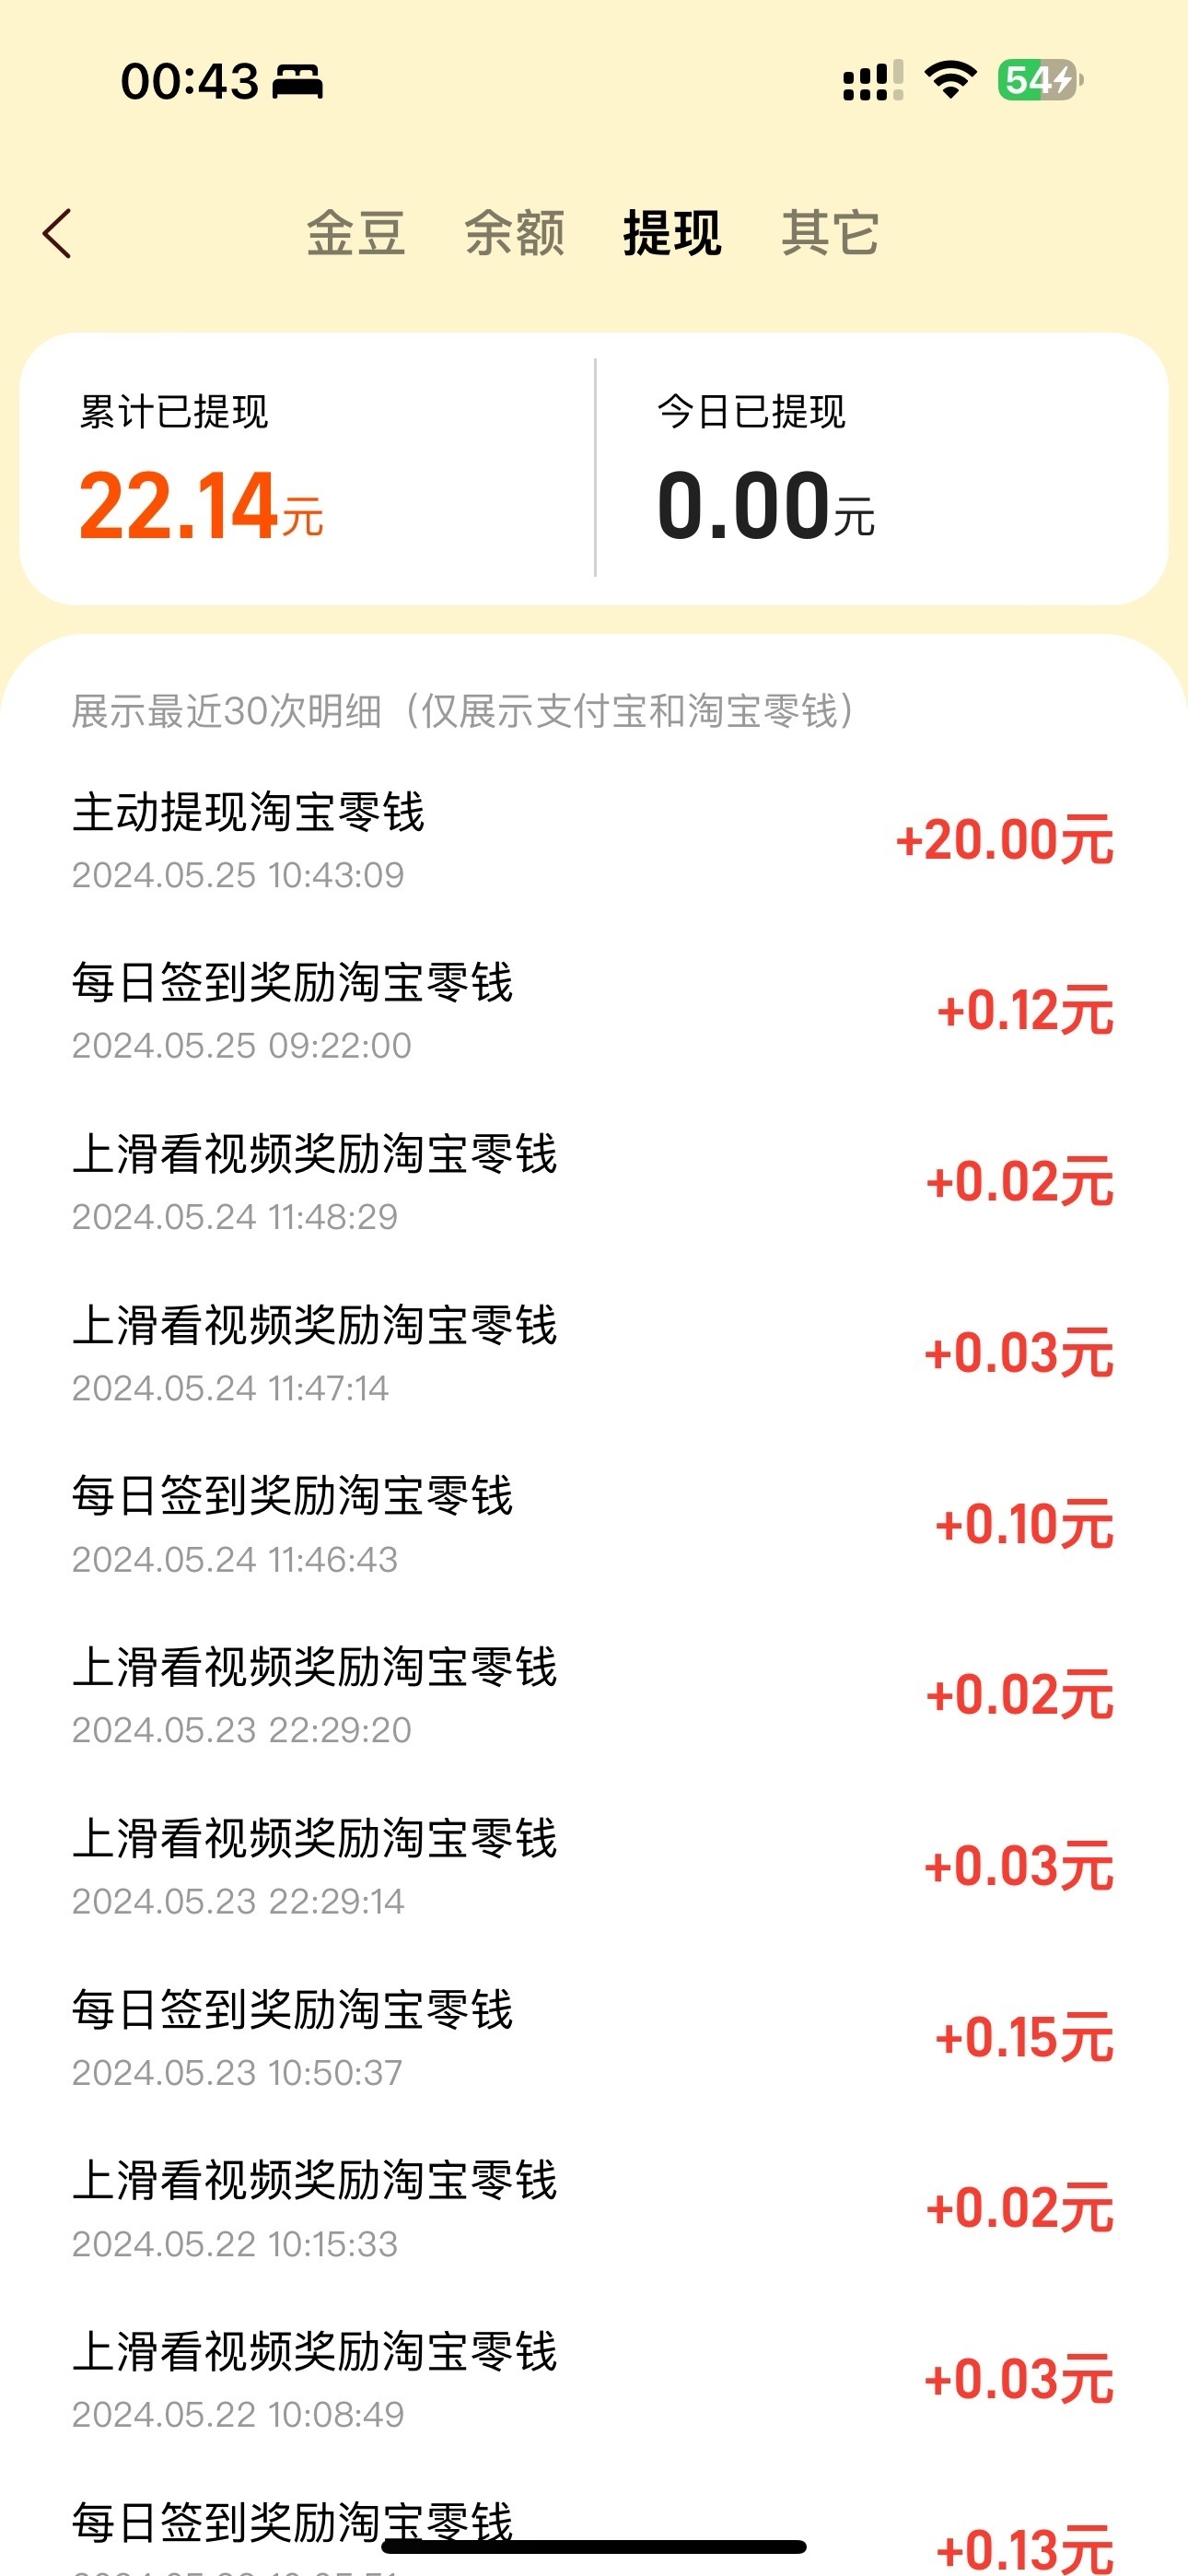 00:43
54
金豆 余额 提现 其它
累计已提现 今日已提现
22.14元 0.00元
展示最近30次明细（仅展示支付宝和淘宝零钱）
主动提现淘宝零钱
+20.00元
2024.05.25 10:43:09
每日签到奖励淘宝零钱
+0.12元
2024.05.25 09:22:00
上滑看视频奖励淘宝零钱
+0.02元
2024.05.24 11:48:29
上滑看视频奖励淘宝零钱
+0.03元
2024.05.24 11:47:14
每日签到奖励淘宝零钱
+0.10元
2024.05.24 11:46:43
上滑看视频奖励淘宝零钱
+0.02元
2024.05.23 22:29:20
上滑看视频奖励淘宝零钱
+0.03元
2024.05.23 22:29:14
每日签到奖励淘宝零钱
+0.15元
2024.05.23 10:50:37
上滑看视频奖励淘宝零钱
+0.02元
2024.05.22 10:15:33
上滑看视频奖励淘宝零钱
+0.03元
2024.05.22 10:08:49
每日签到奖励淘宝零钱
+0.13元